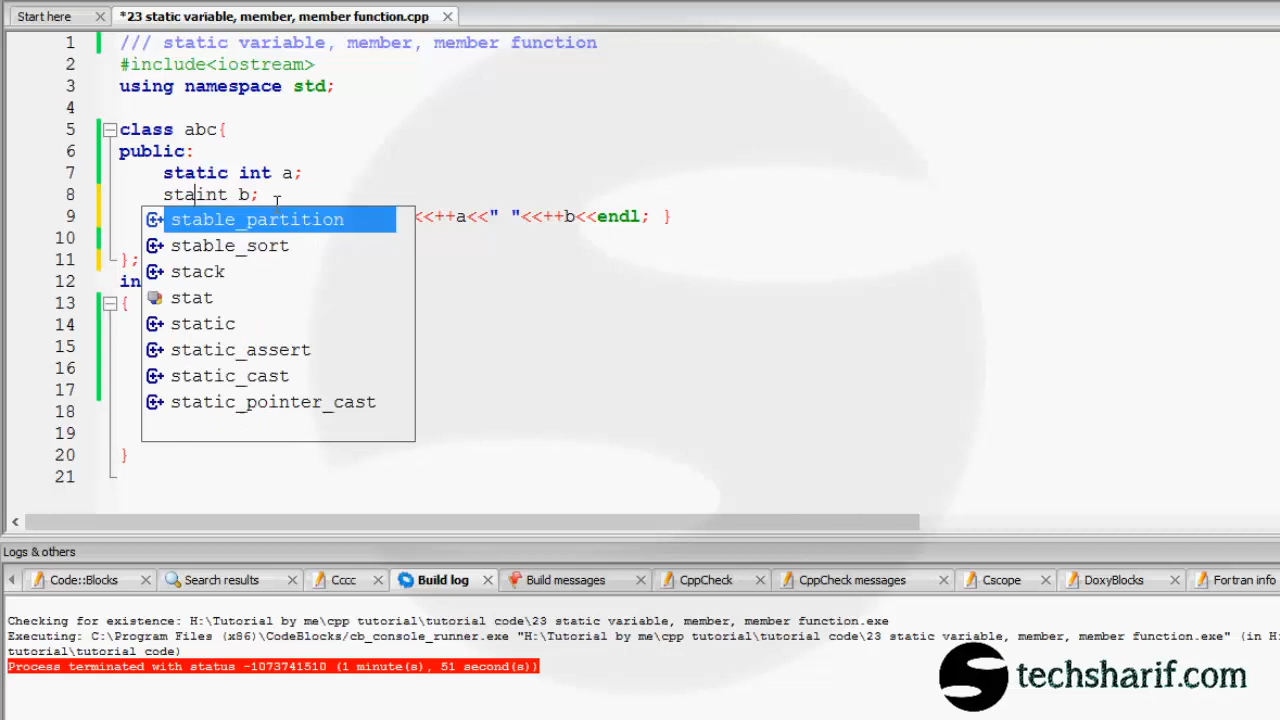 Start here
*23 static variable, member, member function.cpp
1 /// static variable, member, member function
2 #include<iostream>
3 using namespace std;
4
5 class abc{
6 public:
7 static int a;
8 staint b;
9 <<++a<<" "<<++b<<endl; }
10
11 };
12 in
13 {
14
15
16
17
18
19
20 }
21
stable_partition
stable_sort
stack
stat
static
static_assert
static_cast
static_pointer_cast
Logs & others
Code::Blocks
Search results
Cccc
Build log
Build messages
CppCheck
CppCheck messages
Cscope
DoxyBlocks
Fortran info
Checking for existence: H:\Tutorial by me\cpp tutorial\tutorial code\23 static variable, member, member function.exe
Executing: C:\Program Files (x86)\CodeBlocks/cb_console_runner.exe "H:\Tutorial by me\cpp tutorial\tutorial code\23 static variable, member, member function.exe" (in H:
tutorial\tutorial code)
Process terminated with status -1073741510 (1 minute(s), 51 second(s))
techsharif.com